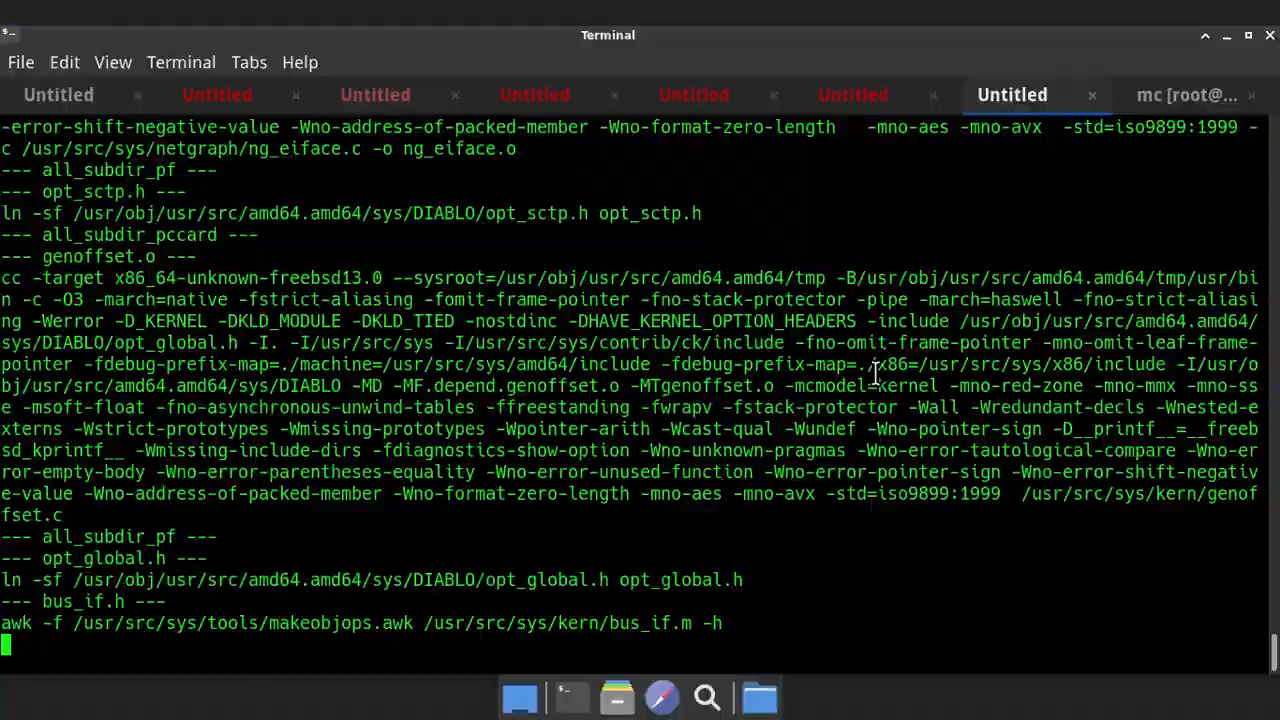 Terminal
File Edit View Terminal Tabs Help
Untitled Untitled Untitled Untitled Untitled Untitled Untitled mc [root@...
-error-shift-negative-value -Wno-address-of-packed-member -Wno-format-zero-length   -mno-aes -mno-avx  -std=iso9899:1999 -
c /usr/src/sys/netgraph/ng_eiface.c -o ng_eiface.o
--- all_subdir_pf ---
--- opt_sctp.h ---
ln -sf /usr/obj/usr/src/amd64.amd64/sys/DIABLO/opt_sctp.h opt_sctp.h
--- all_subdir_pccard ---
--- genoffset.o ---
cc -target x86_64-unknown-freebsd13.0 --sysroot=/usr/obj/usr/src/amd64.amd64/tmp -B/usr/obj/usr/src/amd64.amd64/tmp/usr/bi
n -c -O3 -march=native -fstrict-aliasing -fomit-frame-pointer -fno-stack-protector -pipe -march=haswell -fno-strict-aliasi
ng -Werror -D_KERNEL -DKLD_MODULE -DKLD_TIED -nostdinc -DHAVE_KERNEL_OPTION_HEADERS -include /usr/obj/usr/src/amd64.amd64/
sys/DIABLO/opt_global.h -I. -I/usr/src/sys -I/usr/src/sys/contrib/ck/include -fno-omit-frame-pointer -mno-omit-leaf-frame-
pointer -fdebug-prefix-map=./machine=/usr/src/sys/amd64/include -fdebug-prefix-map=./x86=/usr/src/sys/x86/include -I/usr/o
bj/usr/src/amd64.amd64/sys/DIABLO -MD -MF.depend.genoffset.o -MTgenoffset.o -mcmodel=kernel -mno-red-zone -mno-mmx -mno-ss
e -msoft-float -fno-asynchronous-unwind-tables -ffreestanding -fwrapv -fstack-protector -Wall -Wredundant-decls -Wnested-e
xterns -Wstrict-prototypes -Wmissing-prototypes -Wpointer-arith -Wcast-qual -Wundef -Wno-pointer-sign -D__printf__=__freeb
sd_kprintf__ -Wmissing-include-dirs -fdiagnostics-show-option -Wno-unknown-pragmas -Wno-error-tautological-compare -Wno-er
ror-empty-body -Wno-error-parentheses-equality -Wno-error-unused-function -Wno-error-pointer-sign -Wno-error-shift-negativ
e-value -Wno-address-of-packed-member -Wno-format-zero-length -mno-aes -mno-avx -std=iso9899:1999  /usr/src/sys/kern/genof
fset.c
--- all_subdir_pf ---
--- opt_global.h ---
ln -sf /usr/obj/usr/src/amd64.amd64/sys/DIABLO/opt_global.h opt_global.h
--- bus_if.h ---
awk -f /usr/src/sys/tools/makeobjops.awk /usr/src/sys/kern/bus_if.m -h